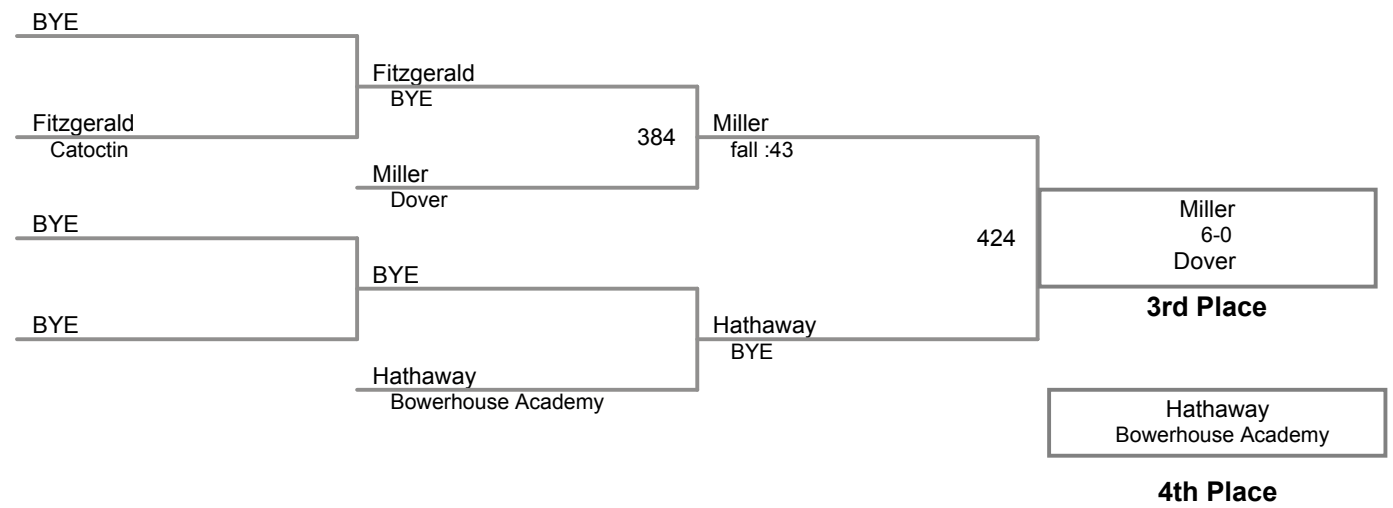 BYE
Fitzgerald
BYE
Fitzgerald
Catoctin
384
Miller
fall :43
Miller
Dover
BYE
424
Miller
6-0
Dover
3rd Place
BYE
BYE
Hathaway
BYE
Hathaway
Bowerhouse Academy
Hathaway
Bowerhouse Academy
4th Place